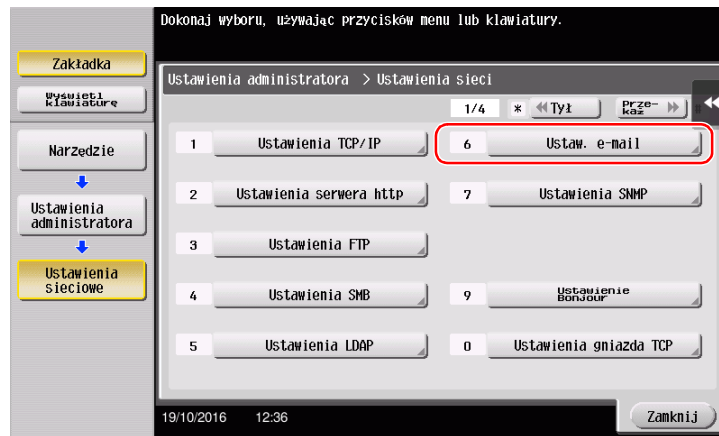 Dokonaj wyboru, używając przycisków menu lub klawiatury.
Zakładka
Wyświetl
klawiaturę
Narzędzie
Ustawienia
administratora
Ustawienia
sieciowe
Ustawienia administratora > Ustawienia sieci
1/4 * Tył Prze-
każ
1 Ustawienia TCP/IP
6 Ustaw. e-mail
2 Ustawienia serwera http
7 Ustawienia SNMP
3 Ustawienia FTP
4 Ustawienia SMB
9 Ustawienie
Bonjour
5 Ustawienia LDAP
0 Ustawienia gniazda TCP
19/10/2016 12:36
Zamknij